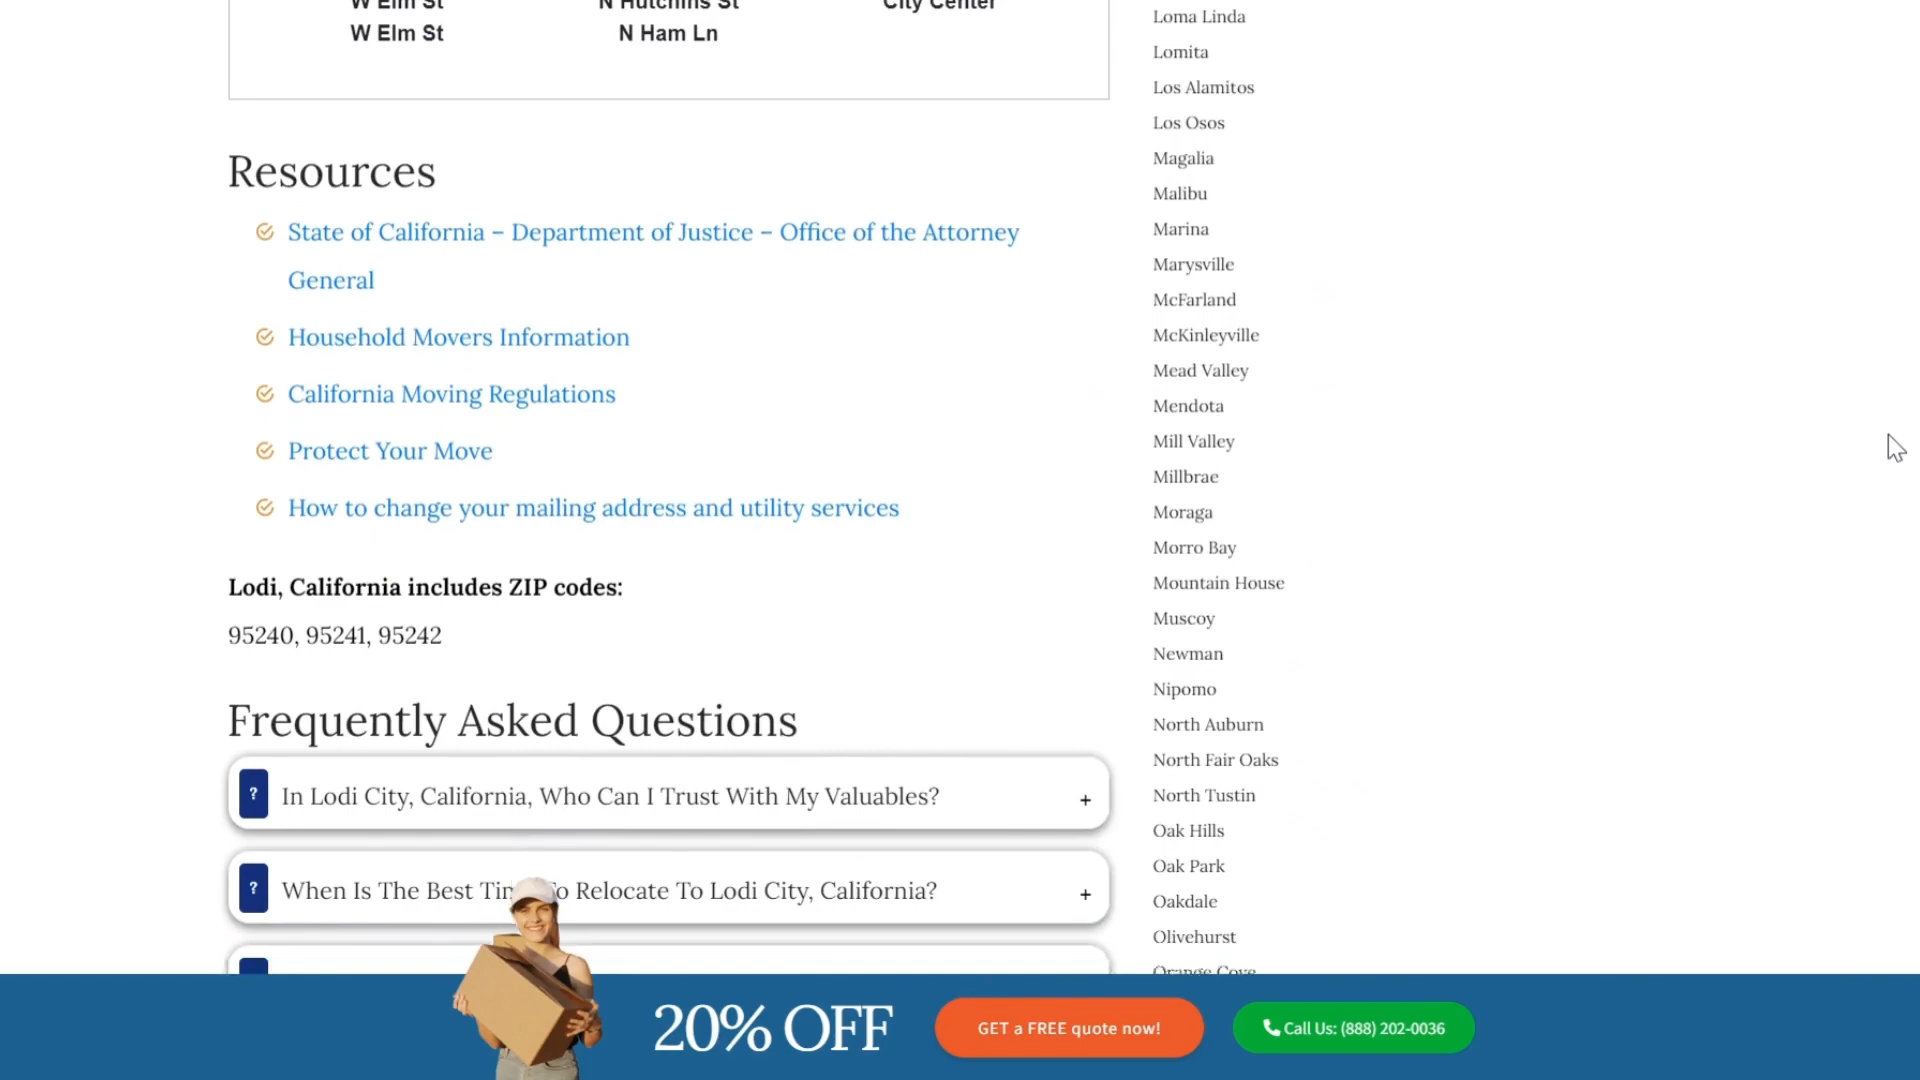 W Elm St N Hutchins St City Center
W Elm St N Ham Ln
Resources
State of California – Department of Justice – Office of the Attorney
General
Household Movers Information
California Moving Regulations
Protect Your Move
How to change your mailing address and utility services
Lodi, California includes ZIP codes:
95240, 95241, 95242
Frequently Asked Questions
? In Lodi City, California, Who Can I Trust With My Valuables? +
? When Is The Best To Relocate To Lodi City, California? +
Loma Linda
Lomita
Los Alamitos
Los Osos
Magalia
Malibu
Marina
Marysville
McFarland
McKinleyville
Mead Valley
Mendota
Mill Valley
Millbrae
Moraga
Morro Bay
Mountain House
Muscoy
Newman
Nipomo
North Auburn
North Fair Oaks
North Tustin
Oak Hills
Oak Park
Oakdale
Olivehurst
Orange Cove
20% OFF
GET a FREE quote now!
Call Us: (888) 202-0036